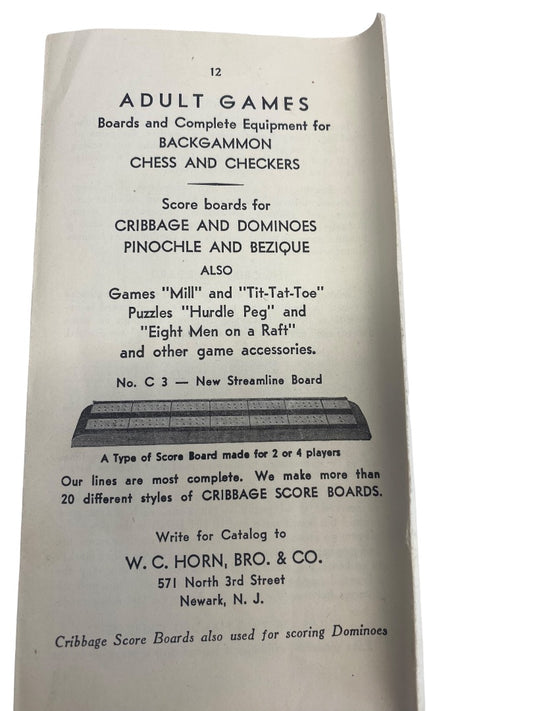 12
ADULT GAMES
Boards and Complete Equipment for
BACKGAMMON
CHESS AND CHECKERS
Score boards for
CRIBBAGE AND DOMINOES
PINOCHLE AND BEZIQUE
ALSO
Games "Mill" and "Tit-Tat-Toe"
Puzzles "Hurdle Peg" and
"Eight Men on a Raft"
and other game accessories.
No. C 3 — New Streamline Board
A Type of Score Board made for 2 or 4 players
Our lines are most complete. We make more than
20 different styles of CRIBBAGE SCORE BOARDS.
Write for Catalog to
W. C. HORN, BRO. & CO.
571 North 3rd Street
Newark, N. J.
Cribbage Score Boards also used for scoring Dominoes